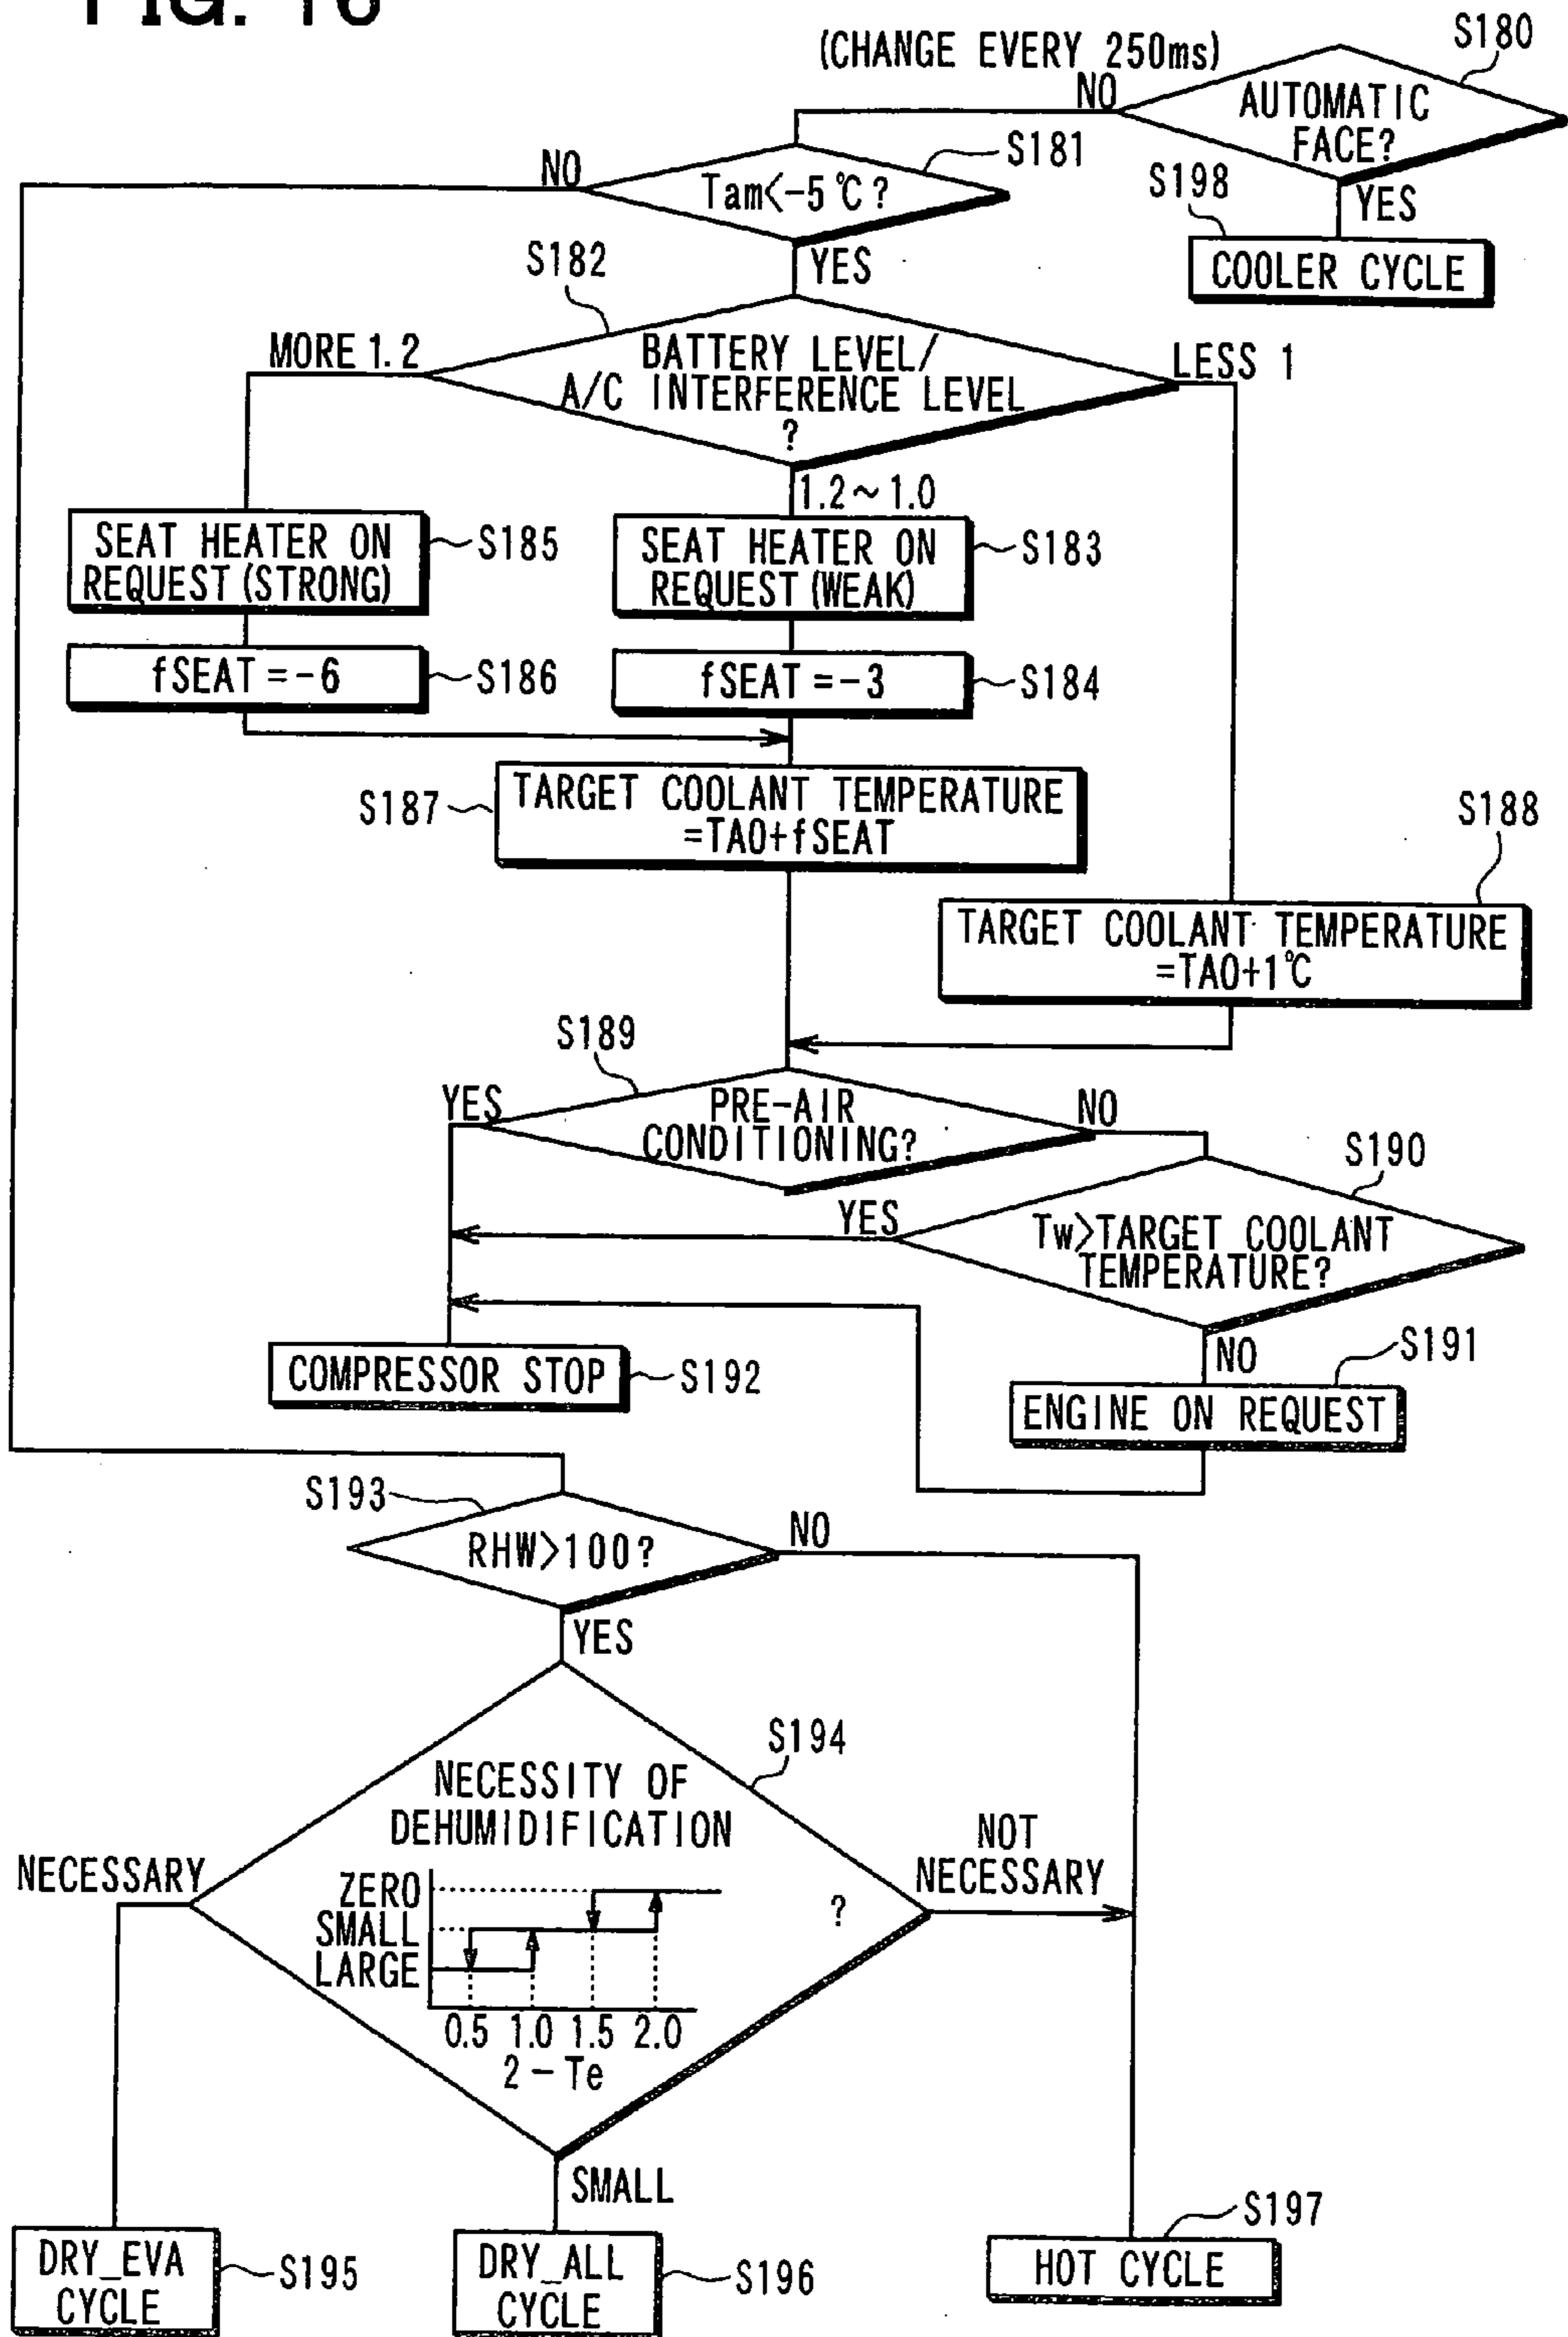 FIG. 16
(CHANGE EVERY 250ms)
S180
NO
AUTOMATIC
FACE?
YES
S198
COOLER CYCLE
S181
NO
Tam<-5℃?
YES
S182
MORE 1.2
BATTERY LEVEL/
A/C INTERFERENCE LEVEL
?
LESS 1
1.2~1.0
SEAT HEATER ON
REQUEST (STRONG)
S185
SEAT HEATER ON
REQUEST (WEAK)
S183
fSEAT=-6
S186
fSEAT=-3
S184
S187
TARGET COOLANT TEMPERATURE
=TAO+fSEAT
S188
TARGET COOLANT TEMPERATURE
=TAO+1℃
S189
YES
PRE-AIR
CONDITIONING?
NO
S190
YES
Tw>TARGET COOLANT
TEMPERATURE?
NO
S191
ENGINE ON REQUEST
COMPRESSOR STOP
S192
S193
RHW>100?
NO
YES
S194
NECESSITY OF
DEHUMIDIFICATION
NECESSARY
NOT
NECESSARY
ZERO
SMALL
LARGE
?
0.5 1.0 1.5 2.0
2-Te
SMALL
DRY_EVA
CYCLE
S195
DRY_ALL
CYCLE
S196
S197
HOT CYCLE